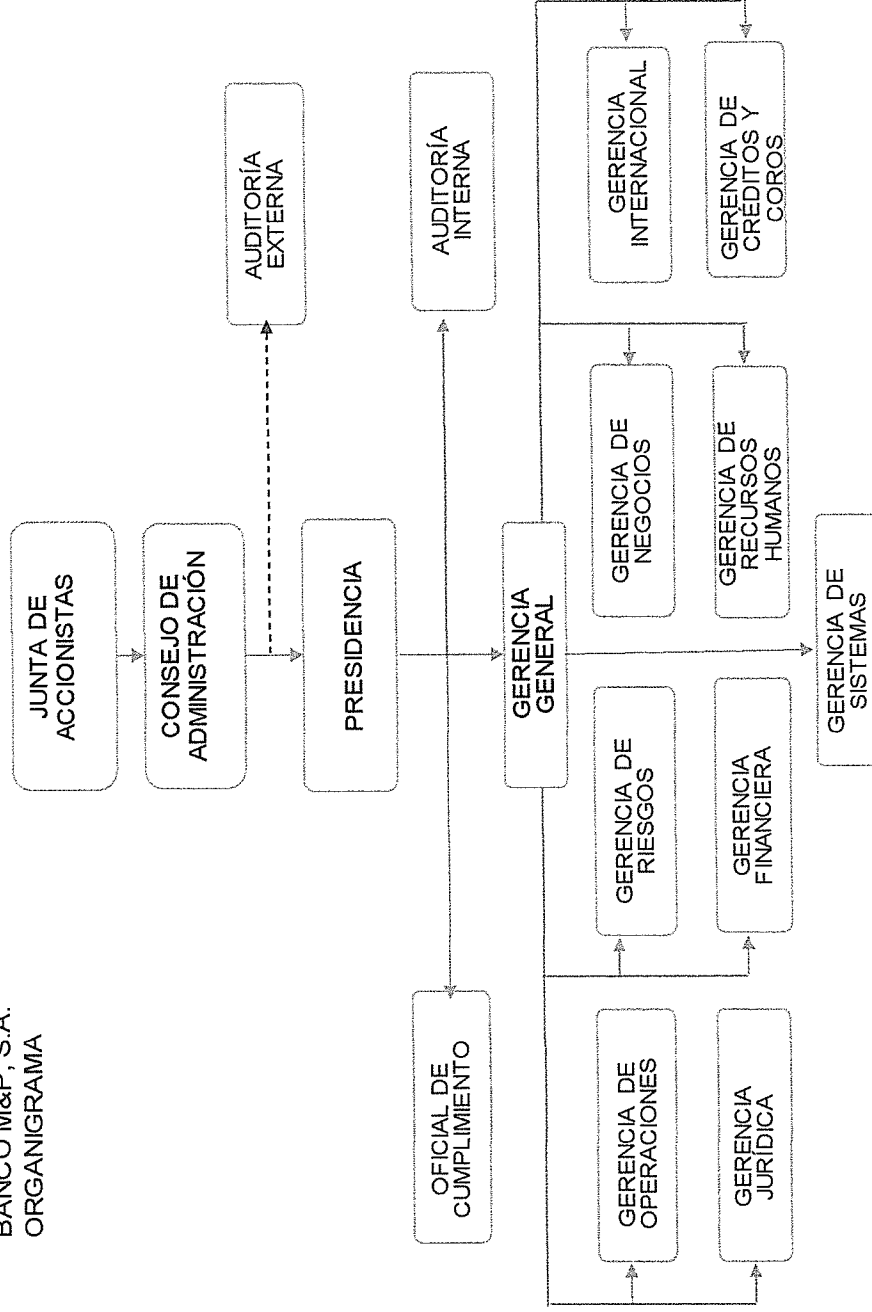 BANCO M&P, S.A.
ORGANIGRAMA
JUNTA DE
ACCIONISTAS
CONSEJO DE
ADMINISTRACIÓN
AUDITORÍA
EXTERNA
PRESIDENCIA
OFICIAL DE
CUMPLIMIENTO
AUDITORÍA
INTERNA
GERENCIA
GENERAL
GERENCIA DE
OPERACIONES
GERENCIA DE
RIESGOS
GERENCIA DE
NEGOCIOS
GERENCIA
INTERNACIONAL
GERENCIA
JURÍDICA
GERENCIA
FINANCIERA
GERENCIA DE
RECURSOS
HUMANOS
GERENCIA DE
CRÉDITOS Y
COROS
GERENCIA DE
SISTEMAS